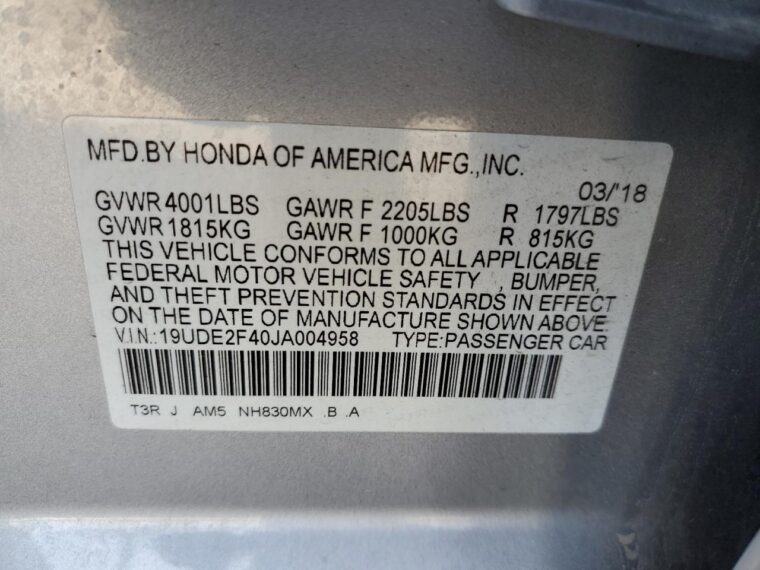 MFD.BY HONDA OF AMERICA MFG.,INC.
03/'18
GVWR 4001LBS GAWR F 2205LBS R 1797LBS
GVWR 1815KG GAWR F 1000KG R 815KG
THIS VEHICLE CONFORMS TO ALL APPLICABLE
FEDERAL MOTOR VEHICLE SAFETY , BUMPER,
AND THEFT PREVENTION STANDARDS IN EFFECT
ON THE DATE OF MANUFACTURE SHOWN ABOVE.
V.I.N.:19UDE2F40JA004958 TYPE:PASSENGER CAR
T3R J AM5 NH830MX .B .A